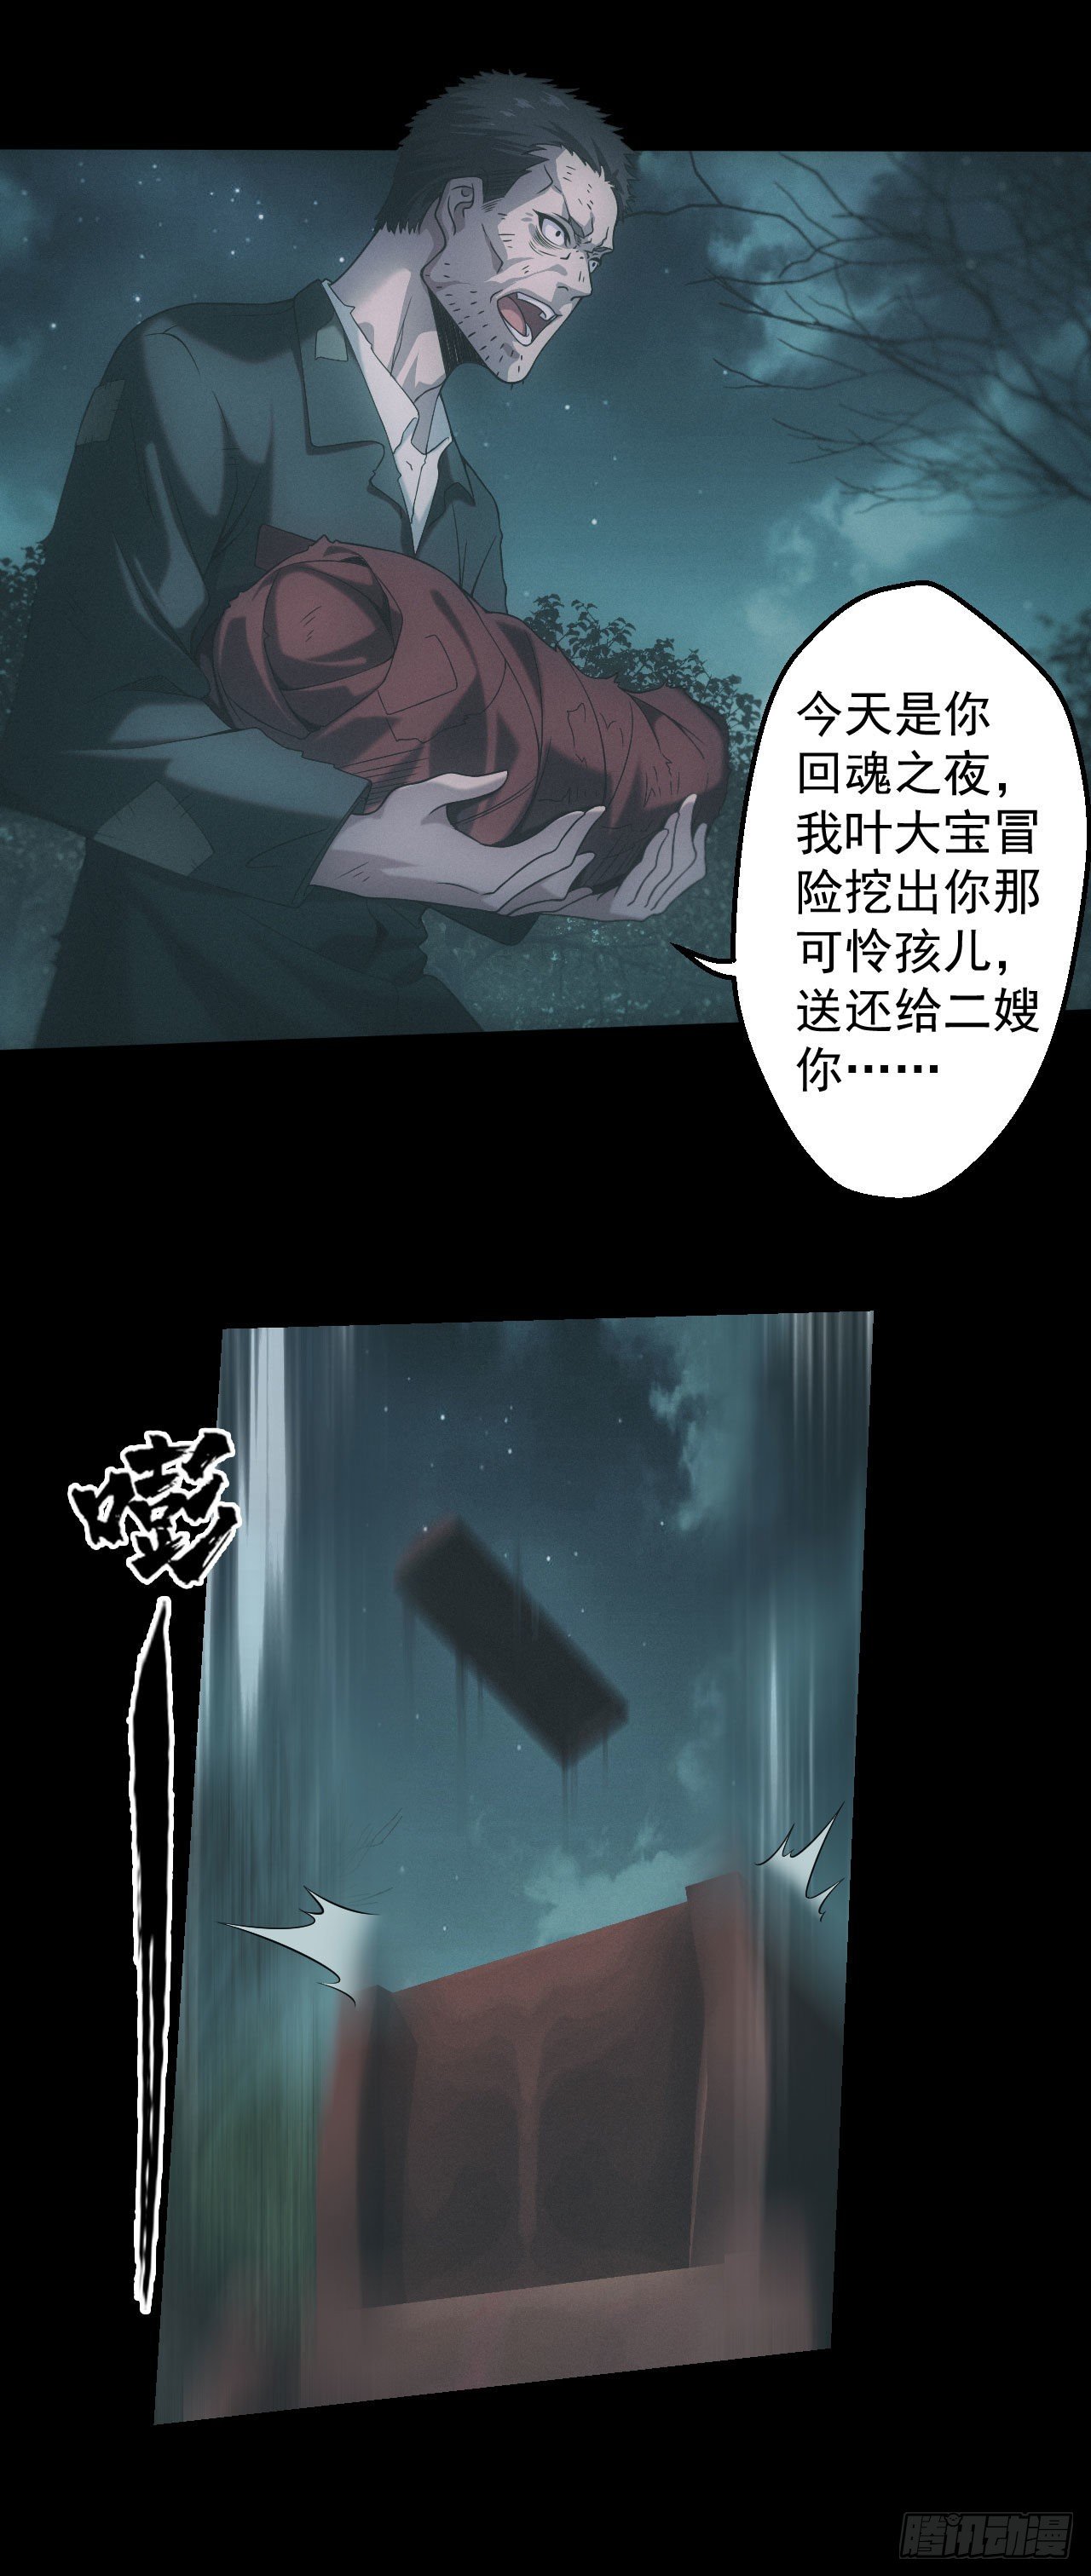 今天是你
回魂之夜，
我叶大宝冒
险挖出你那
可怜孩儿，
送还给二嫂
你……
嘭
腾讯动漫